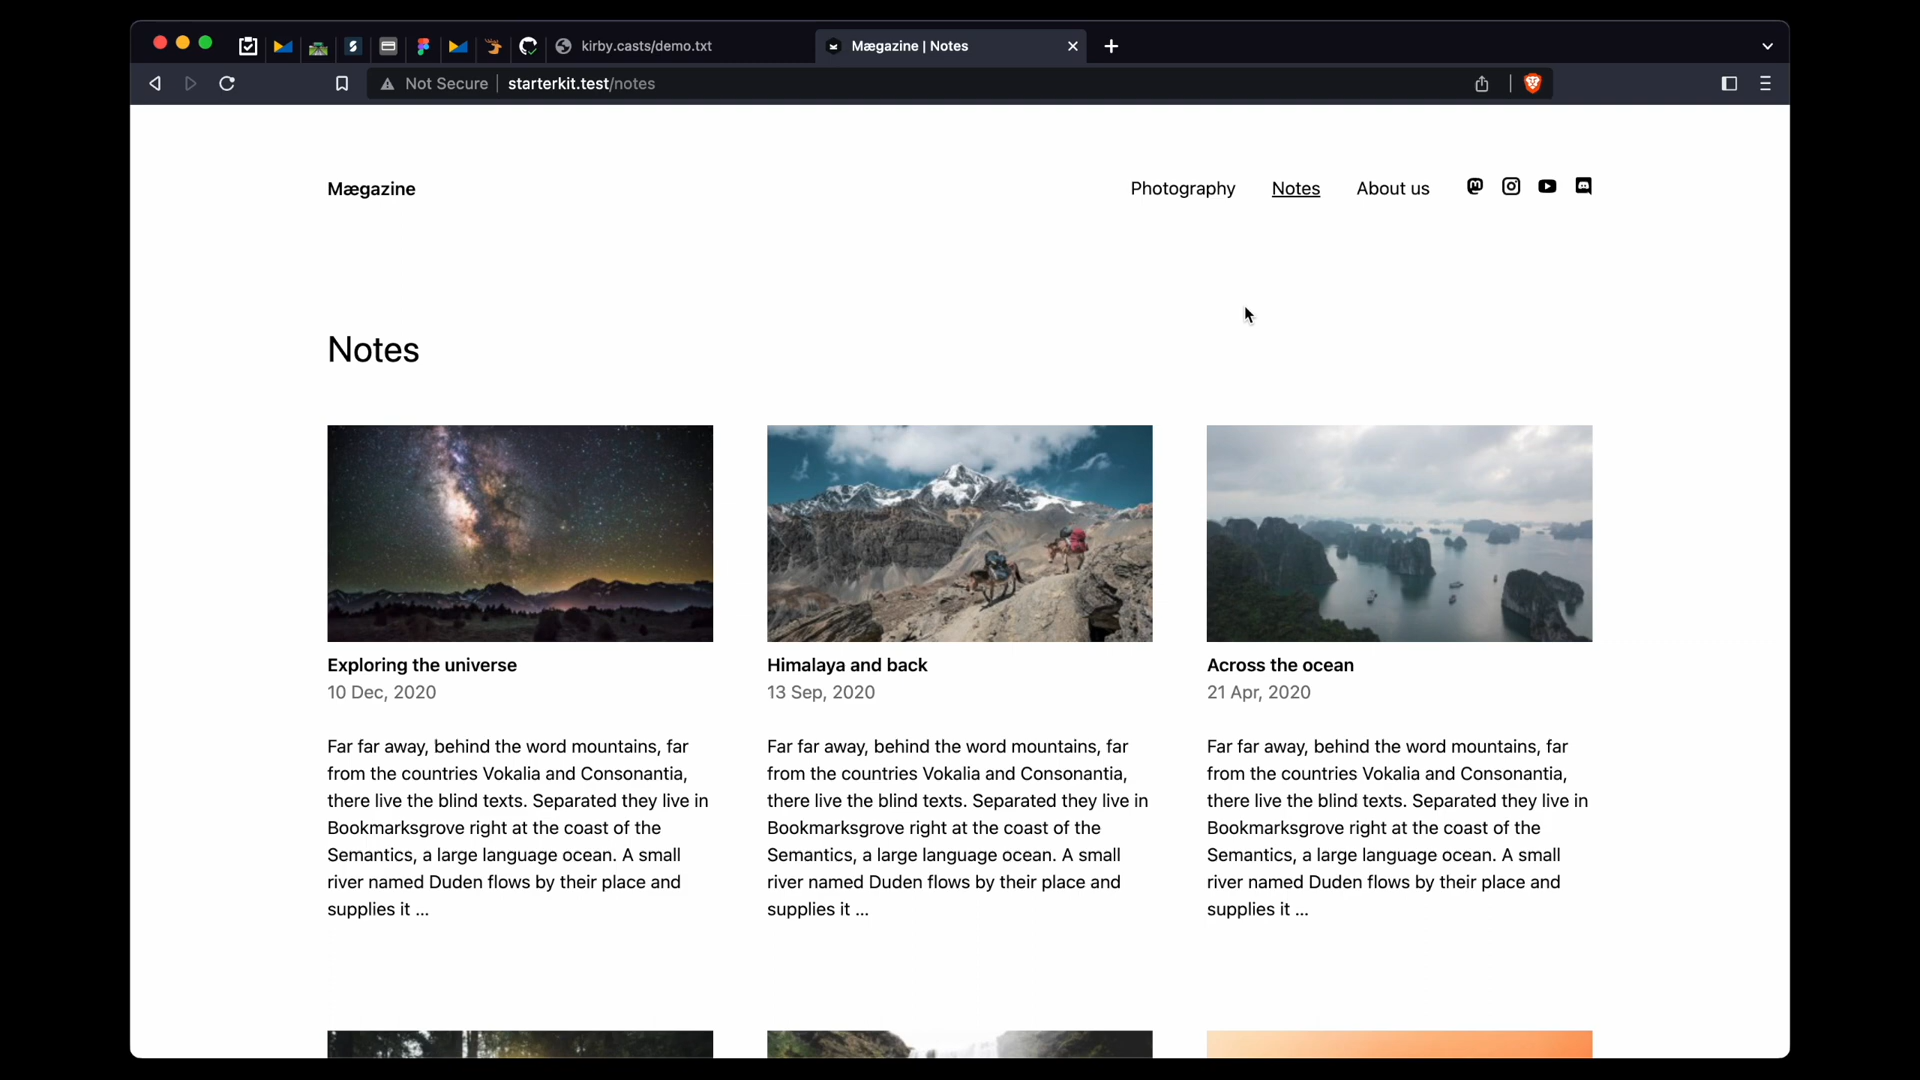 kirby.casts/demo.txt
Mægazine | Notes
Not Secure
starterkit.test/notes
Mægazine
Photography Notes About us
Notes
Exploring the universe
10 Dec, 2020
Far far away, behind the word mountains, far
from the countries Vokalia and Consonantia,
there live the blind texts. Separated they live in
Bookmarksgrove right at the coast of the
Semantics, a large language ocean. A small
river named Duden flows by their place and
supplies it ...
Himalaya and back
13 Sep, 2020
Far far away, behind the word mountains, far
from the countries Vokalia and Consonantia,
there live the blind texts. Separated they live in
Bookmarksgrove right at the coast of the
Semantics, a large language ocean. A small
river named Duden flows by their place and
supplies it ...
Across the ocean
21 Apr, 2020
Far far away, behind the word mountains, far
from the countries Vokalia and Consonantia,
there live the blind texts. Separated they live in
Bookmarksgrove right at the coast of the
Semantics, a large language ocean. A small
river named Duden flows by their place and
supplies it ...